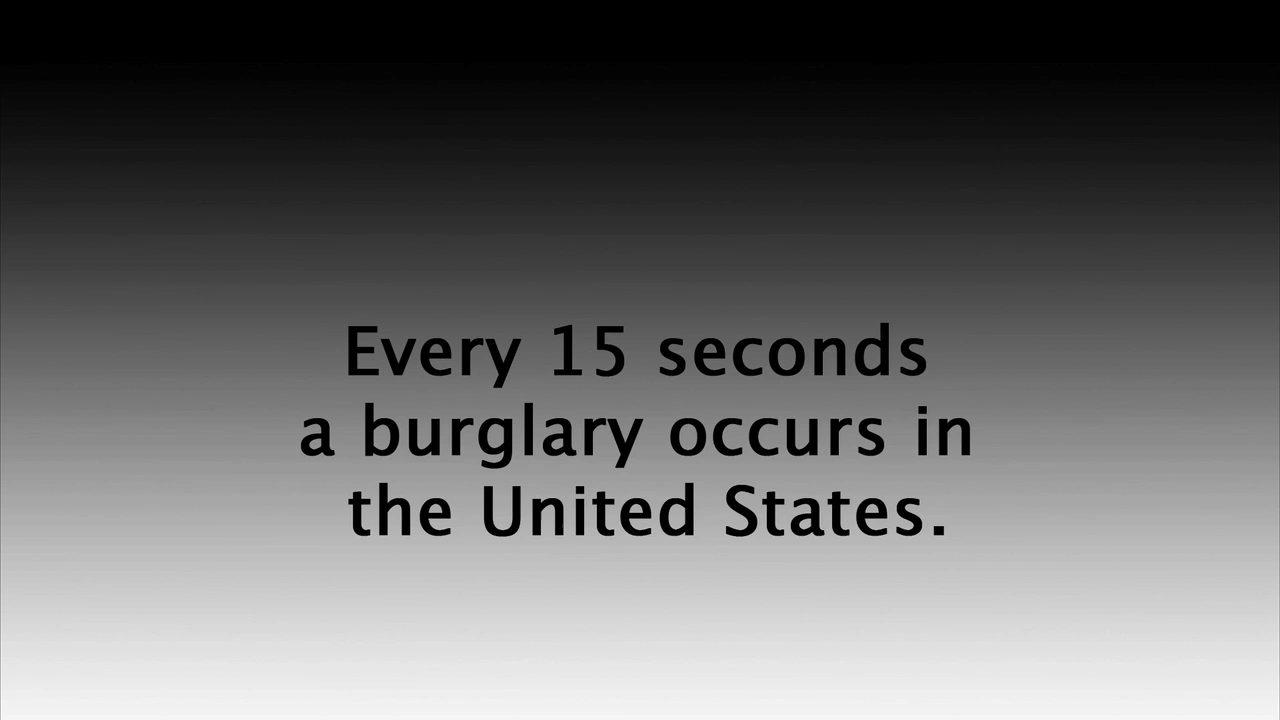 Every 15 seconds
a burglary occurs in
the United States.